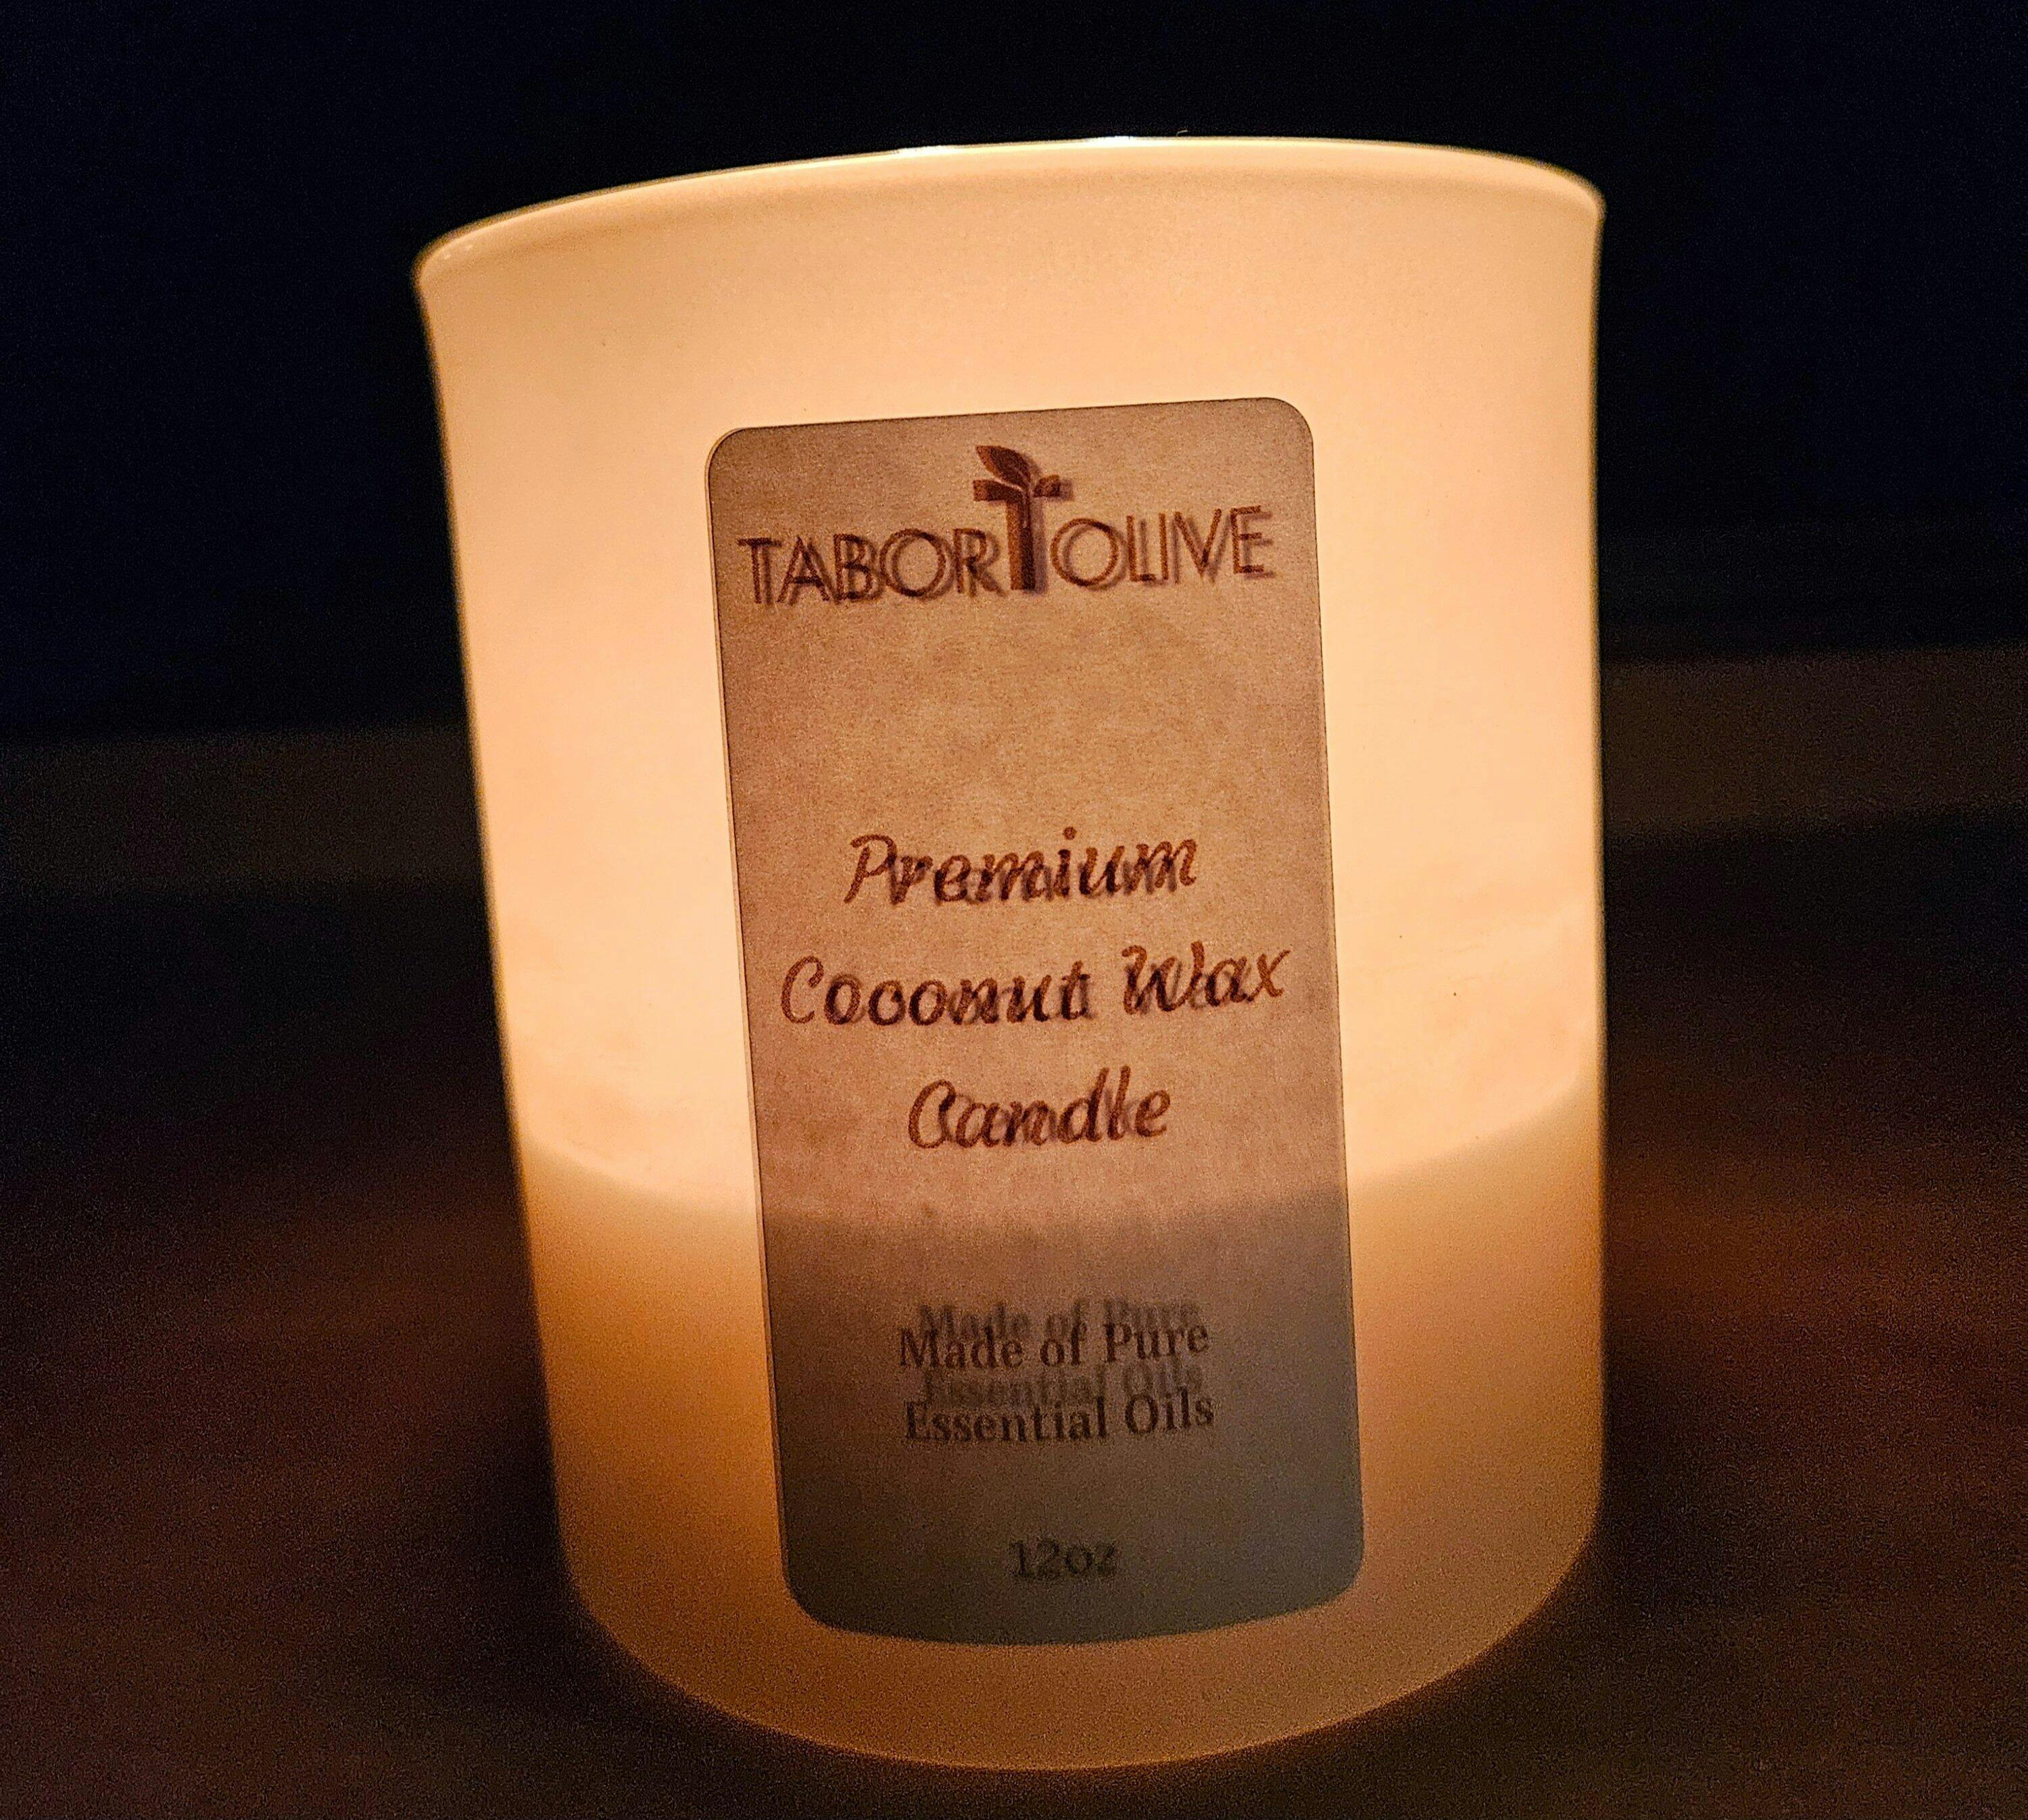 TABOR OLIVE
Premium
Coconut Wax
Candle
Made of Pure
Essential Oils
12oz